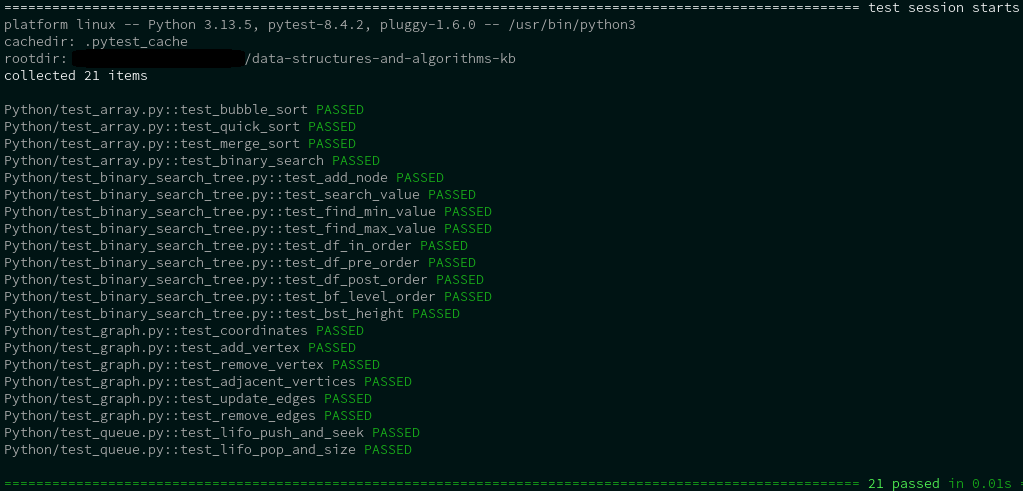 =========================================================================================================== test session starts
platform linux -- Python 3.13.5, pytest-8.4.2, pluggy-1.6.0 -- /usr/bin/python3
cachedir: .pytest_cache
rootdir: /data-structures-and-algorithms-kb
collected 21 items
Python/test_array.py::test_bubble_sort PASSED
Python/test_array.py::test_quick_sort PASSED
Python/test_array.py::test_merge_sort PASSED
Python/test_array.py::test_binary_search PASSED
Python/test_binary_search_tree.py::test_add_node PASSED
Python/test_binary_search_tree.py::test_search_value PASSED
Python/test_binary_search_tree.py::test_find_min_value PASSED
Python/test_binary_search_tree.py::test_find_max_value PASSED
Python/test_binary_search_tree.py::test_df_in_order PASSED
Python/test_binary_search_tree.py::test_df_pre_order PASSED
Python/test_binary_search_tree.py::test_df_post_order PASSED
Python/test_binary_search_tree.py::test_bf_level_order PASSED
Python/test_binary_search_tree.py::test_bst_height PASSED
Python/test_graph.py::test_coordinates PASSED
Python/test_graph.py::test_add_vertex PASSED
Python/test_graph.py::test_remove_vertex PASSED
Python/test_graph.py::test_adjacent_vertices PASSED
Python/test_graph.py::test_update_edges PASSED
Python/test_graph.py::test_remove_edges PASSED
Python/test_queue.py::test_lifo_push_and_seek PASSED
Python/test_queue.py::test_lifo_pop_and_size PASSED
=========================================================================================================== 21 passed in 0.01s =